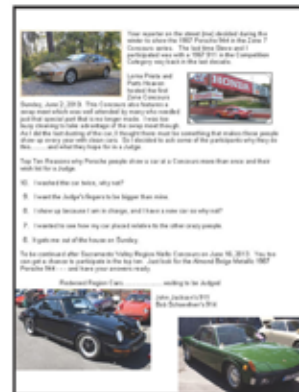 Your reporter on the street (me) decided during the
winter to show the 1987 Porsche 944 in the Zone 7
Concours series. The last time Steve and I
participated was with a 1967 911 in the Competition
Category way back in the last decade.
Loma Prieta and
Parts Heaven
hosted the first
Zone Concours
HONDA
Sunday, June 2, 2013. This Concours also featured a
swap meet which was well attended by many who needed
just that special part that is no longer made. I was too
busy cleaning to take advantage of the swap meet though.
As I did the last dusting of the car, I thought there must be something that makes these people
show up every year with clean cars. So I decided to ask some of the participants why they do
this......... and what they hope for in a Judge.
Top Ten Reasons why Porsche people show a car at a Concours more than once and their
wish list for a Judge.
10. I washed the car twice, why not?
9. I want the Judge's fingers to be bigger than mine.
8. I show up because I am in charge, and I have a new car so why not?
7. I wanted to see how my car placed relative to the other crazy people.
6. It gets me out of the house on Sunday.
To be continued after Sacramento Valley Region Niello Concours on June 16, 2013. You too
can get a chance to participate in the top ten. Just look for the Almond Beige Metallic 1987
Porsche 944 - - - and have your answers ready.
Redwood Region Cars waiting to be Judged
John Jackson's 911
Bob Schoenherr's 914